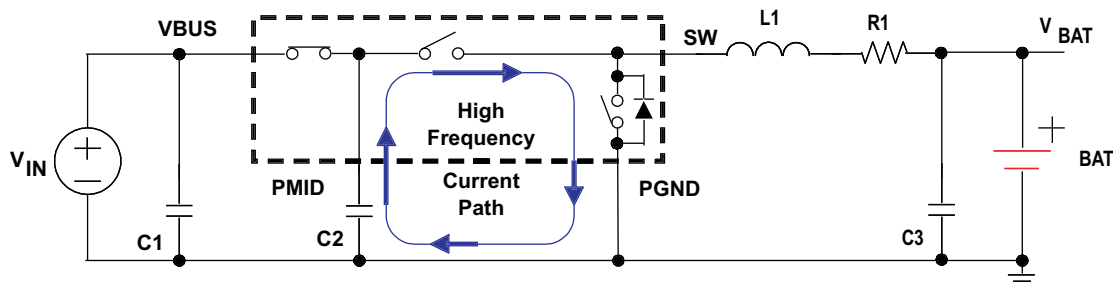 VBUS
SW
L1
R1
V BAT
High
Frequency
Current
Path
V IN
PMID
PGND
BAT
C1
C2
C3